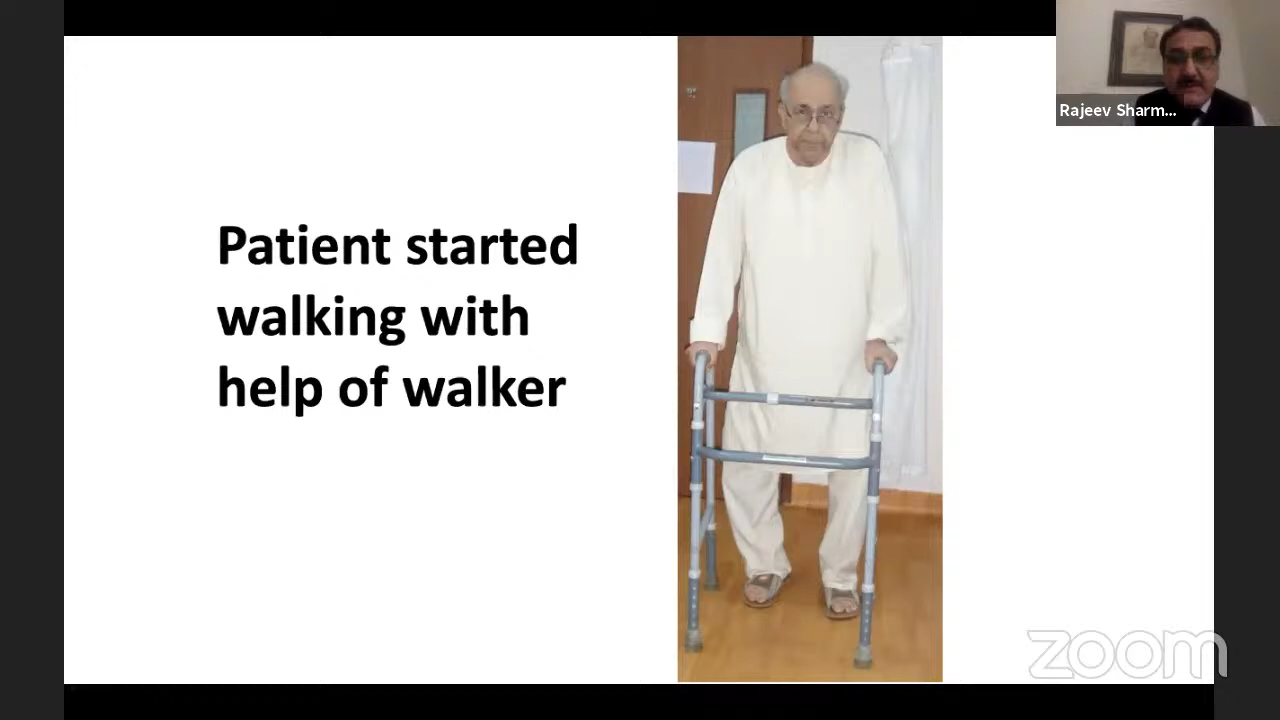 Patient started
walking with
help of walker
Rajeev Sharm...
zoom